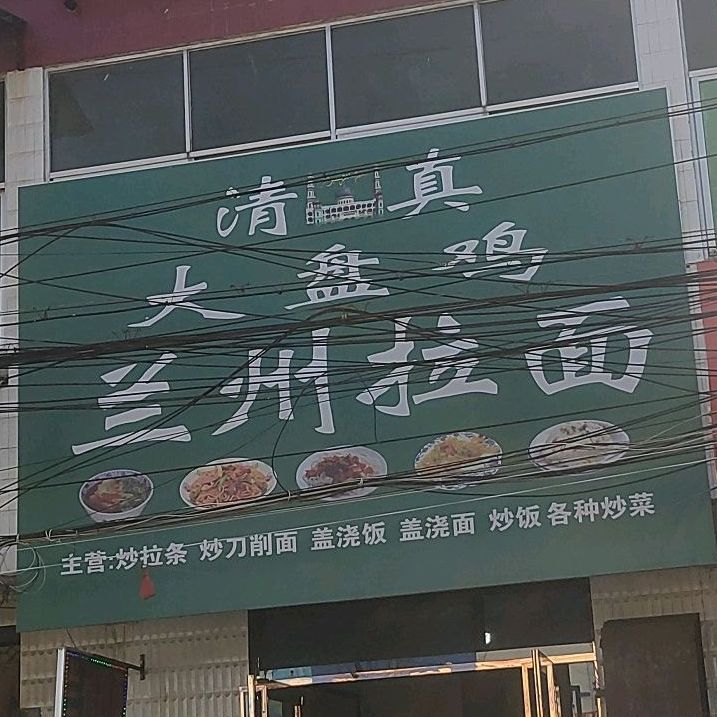 清真
大盘鸡
兰州拉面
主营:炒拉条 炒刀削面 盖浇饭 盖浇面 炒饭 各种炒菜